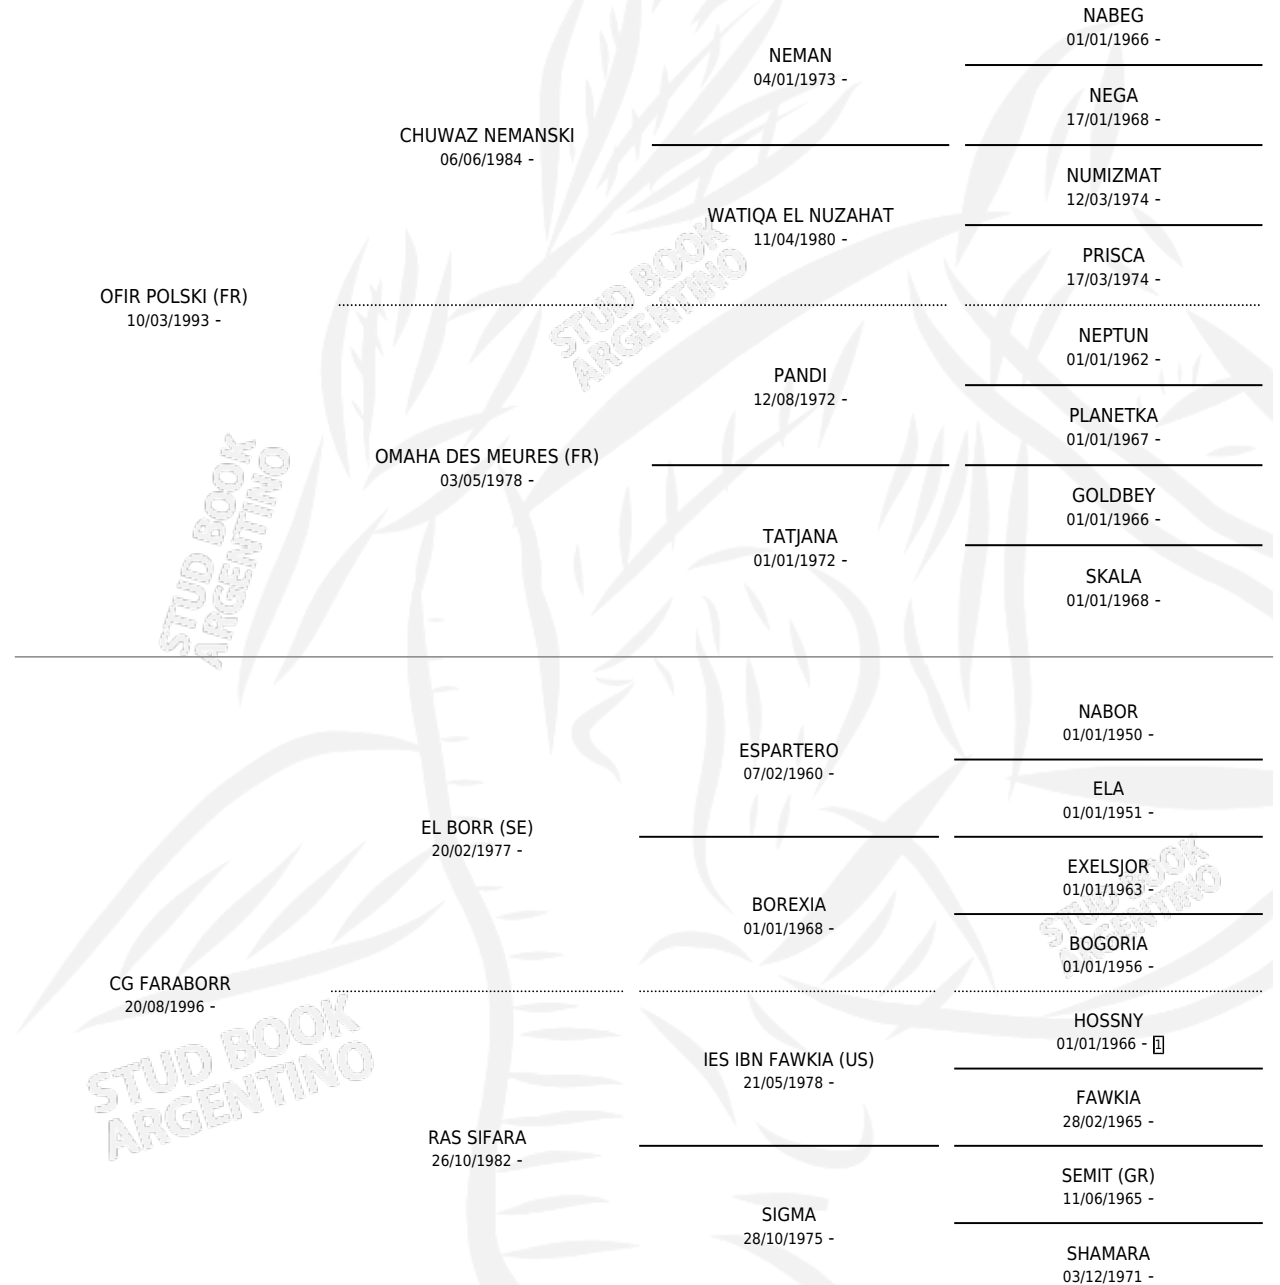 NABEG
01/01/1966 -
NEMAN
04/01/1973 -
NEGA
17/01/1968 -
CHUWAZ NEMANSKI
06/06/1984 -
NUMIZMAT
12/03/1974 -
WATIQA EL NUZAHAT
11/04/1980 -
PRISCA
17/03/1974 -
STUD BOOK
ARGENTINO
OFIR POLSKI (FR)
10/03/1993 -
NEPTUN
01/01/1962 -
PANDI
12/08/1972 -
PLANETKA
01/01/1967 -
OMAHA DES MEURES (FR)
03/05/1978 -
GOLDBEY
01/01/1966 -
TATJANA
01/01/1972 -
SKALA
01/01/1968 -
STUD BOOK
ARGENTINO
NABOR
01/01/1950 -
ESPARTERO
07/02/1960 -
ELA
01/01/1951 -
EL BORR (SE)
20/02/1977 -
EXELSJOR
01/01/1963 -
BOREXIA
01/01/1968 -
BOGORIA
01/01/1956 -
STUD BOOK
ARGENTINO
CG FARABORR
20/08/1996 -
HOSSNY
01/01/1966 - 1
IES IBN FAWKIA (US)
21/05/1978 -
FAWKIA
28/02/1965 -
STUD BOOK
ARGENTINO
RAS SIFARA
26/10/1982 -
SEMIT (GR)
11/06/1965 -
SIGMA
28/10/1975 -
SHAMARA
03/12/1971 -